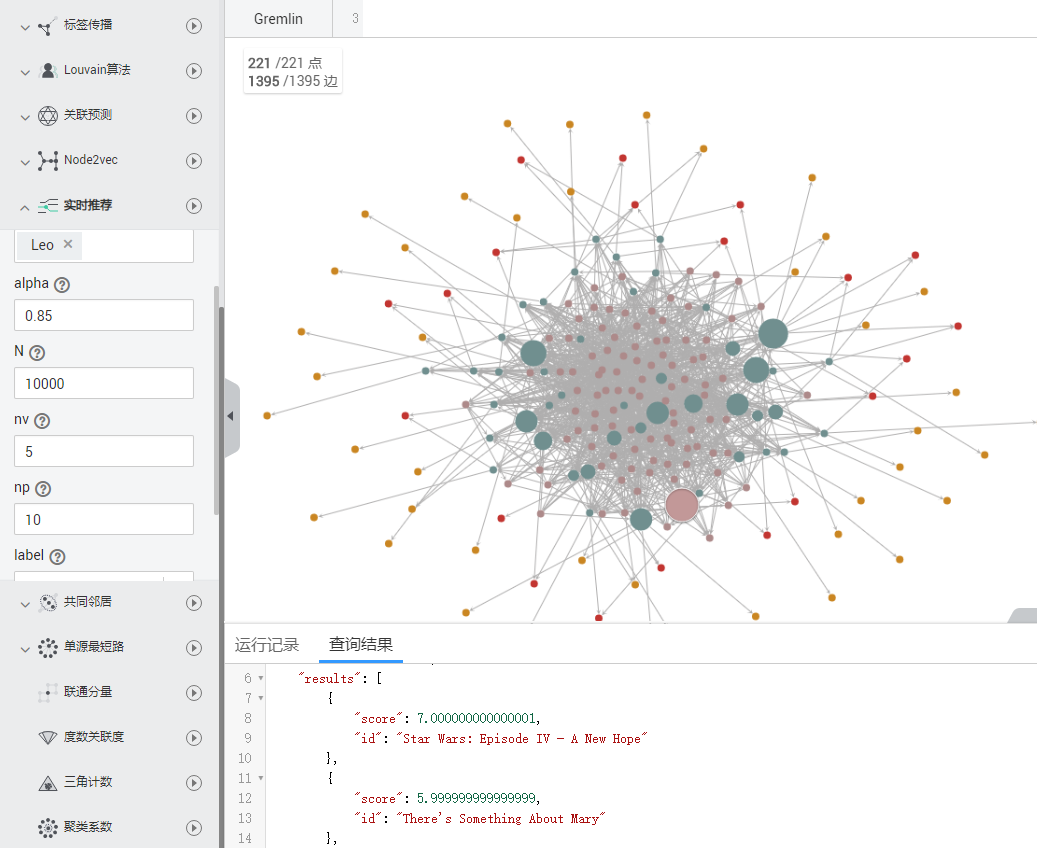 标签传播
Louvain算法
关联预测
Node2vec
实时推荐
Leo ×
alpha ?
0.85
N ?
10000
nv ?
5
np ?
10
label ?
共同邻居
单源最短路
联通分量
度数关联度
三角计数
聚类系数
Gremlin 3
221 /221 点
1395 /1395 边
运行记录 查询结果
6 "results": [
7 {
8 "score": 7.000000000000001,
9 "id": "Star Wars: Episode IV - A New Hope"
10 },
11 {
12 "score": 5.999999999999999,
13 "id": "There's Something About Mary"
14 },